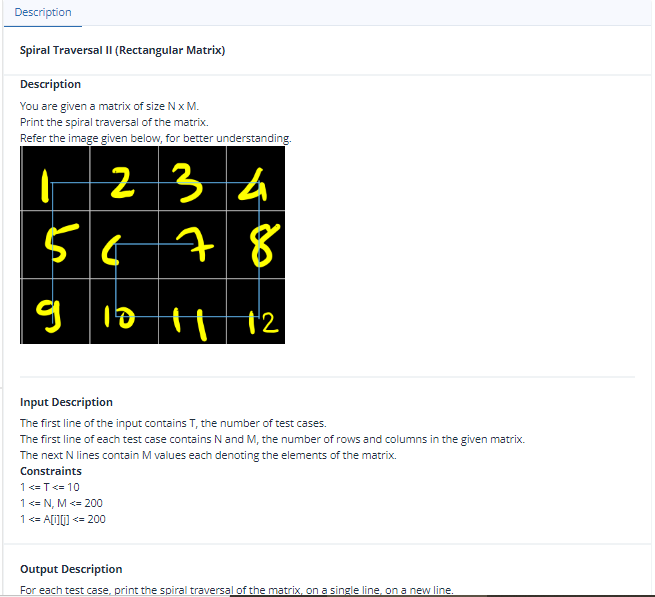 Description
Spiral Traversal II (Rectangular Matrix)
Description
You are given a matrix of size N x M.
Print the spiral traversal of the matrix.
Refer the image given below, for better understanding.
1 2 3 4
5 6 7 8
9 10 11 12
Input Description
The first line of the input contains T, the number of test cases.
The first line of each test case contains N and M, the number of rows and columns in the given matrix.
The next N lines contain M values each denoting the elements of the matrix.
Constraints
1 <= T <= 10
1 <= N, M <= 200
1 <= A[i][j] <= 200
Output Description
For each test case, print the spiral traversal of the matrix, on a single line, on a new line.